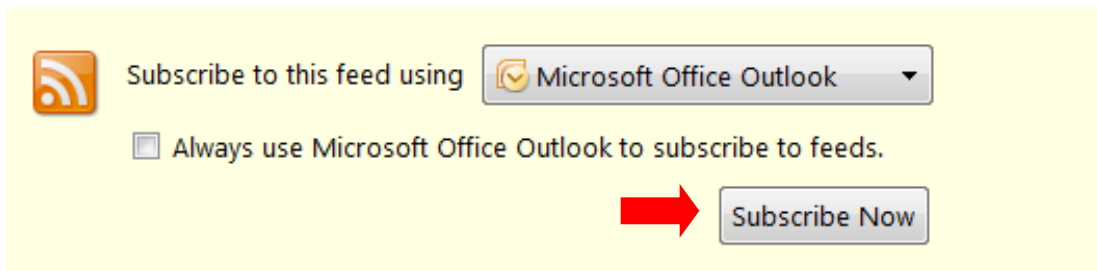 Subscribe to this feed using Microsoft Office Outlook
Always use Microsoft Office Outlook to subscribe to feeds.
Subscribe Now